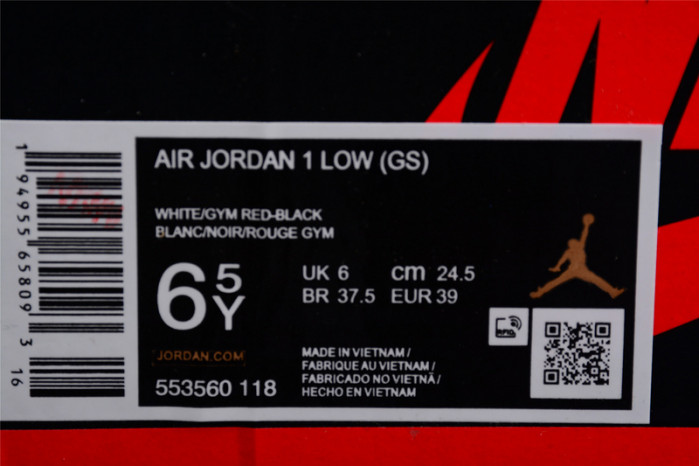 AIR JORDAN 1 LOW (GS)
WHITE/GYM RED-BLACK
BLANC/NOIR/ROUGE GYM
6 5Y
UK 6 cm 24.5
BR 37.5 EUR 39
JORDAN.COM
553560 118
MADE IN VIETNAM /
FABRIQUE AU VIETNAM /
FABRICADO NO VIETNÃ /
HECHO EN VIETNAM
RFID
1 94955 65809 3
16